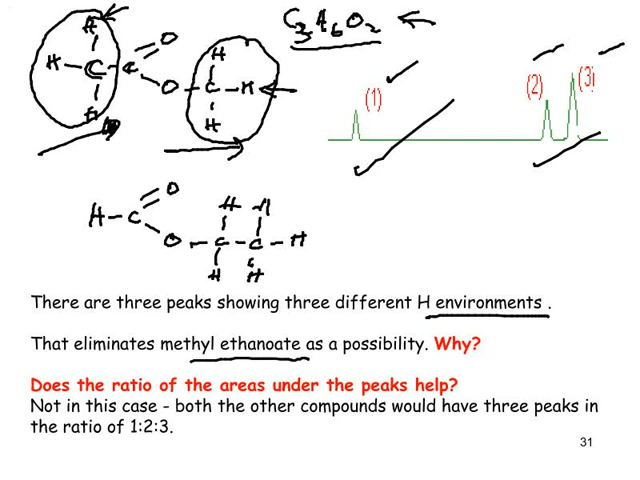 C3H6O2
H O
H-C-C H
O-C-H
H H
(1) (2) (3)
O
H-C H H
O-C-C-H
H H
There are three peaks showing three different H environments .
That eliminates methyl ethanoate as a possibility. Why?
Does the ratio of the areas under the peaks help?
Not in this case - both the other compounds would have three peaks in
the ratio of 1:2:3.
31